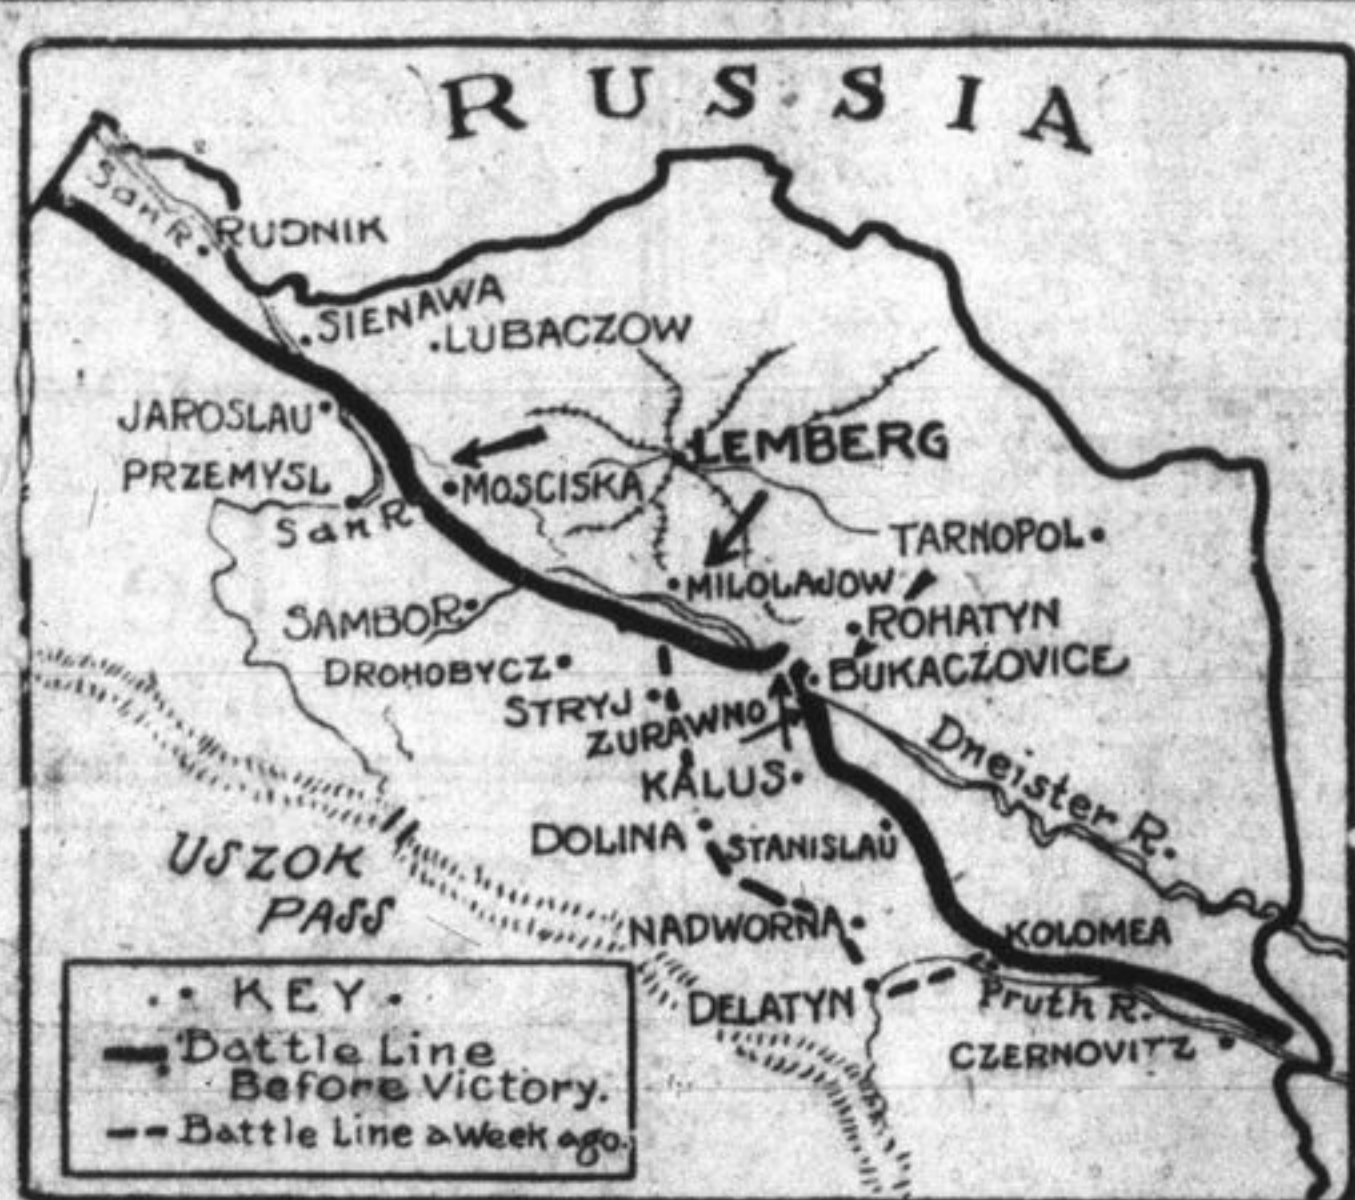 RUSSIA
San R.
RUDNIK
.SIENAWA
.LUBACZOW
JAROSLAU
LEMBERG
PRZEMYSL
MOSCISKA
San R
TARNOPOL
MILOLAJOW
SAMBOR
ROHATYN
DROHOBYCZ
BUKACZOVICE
STRYJ
ZURAWNO
Dneister R.
KALUS
DOLINA
STANISLAU
USZOK
PASS
NADWORNA
KOLOMEA
DELATYN
Pruth R.
CZERNOVITZ
KEY
Battle Line
Before Victory.
Battle Line a Week ago.